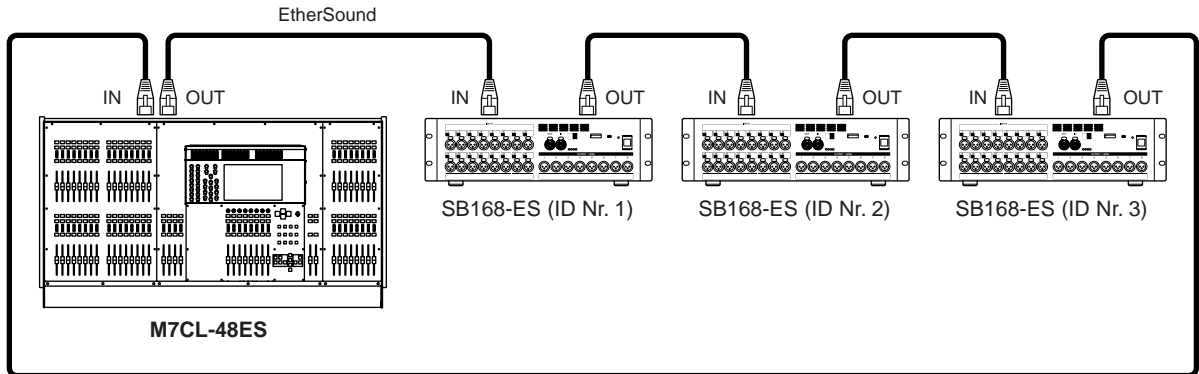 EtherSound
IN OUT IN OUT IN OUT IN OUT
SB168-ES (ID Nr. 1) SB168-ES (ID Nr. 2) SB168-ES (ID Nr. 3)
M7CL-48ES